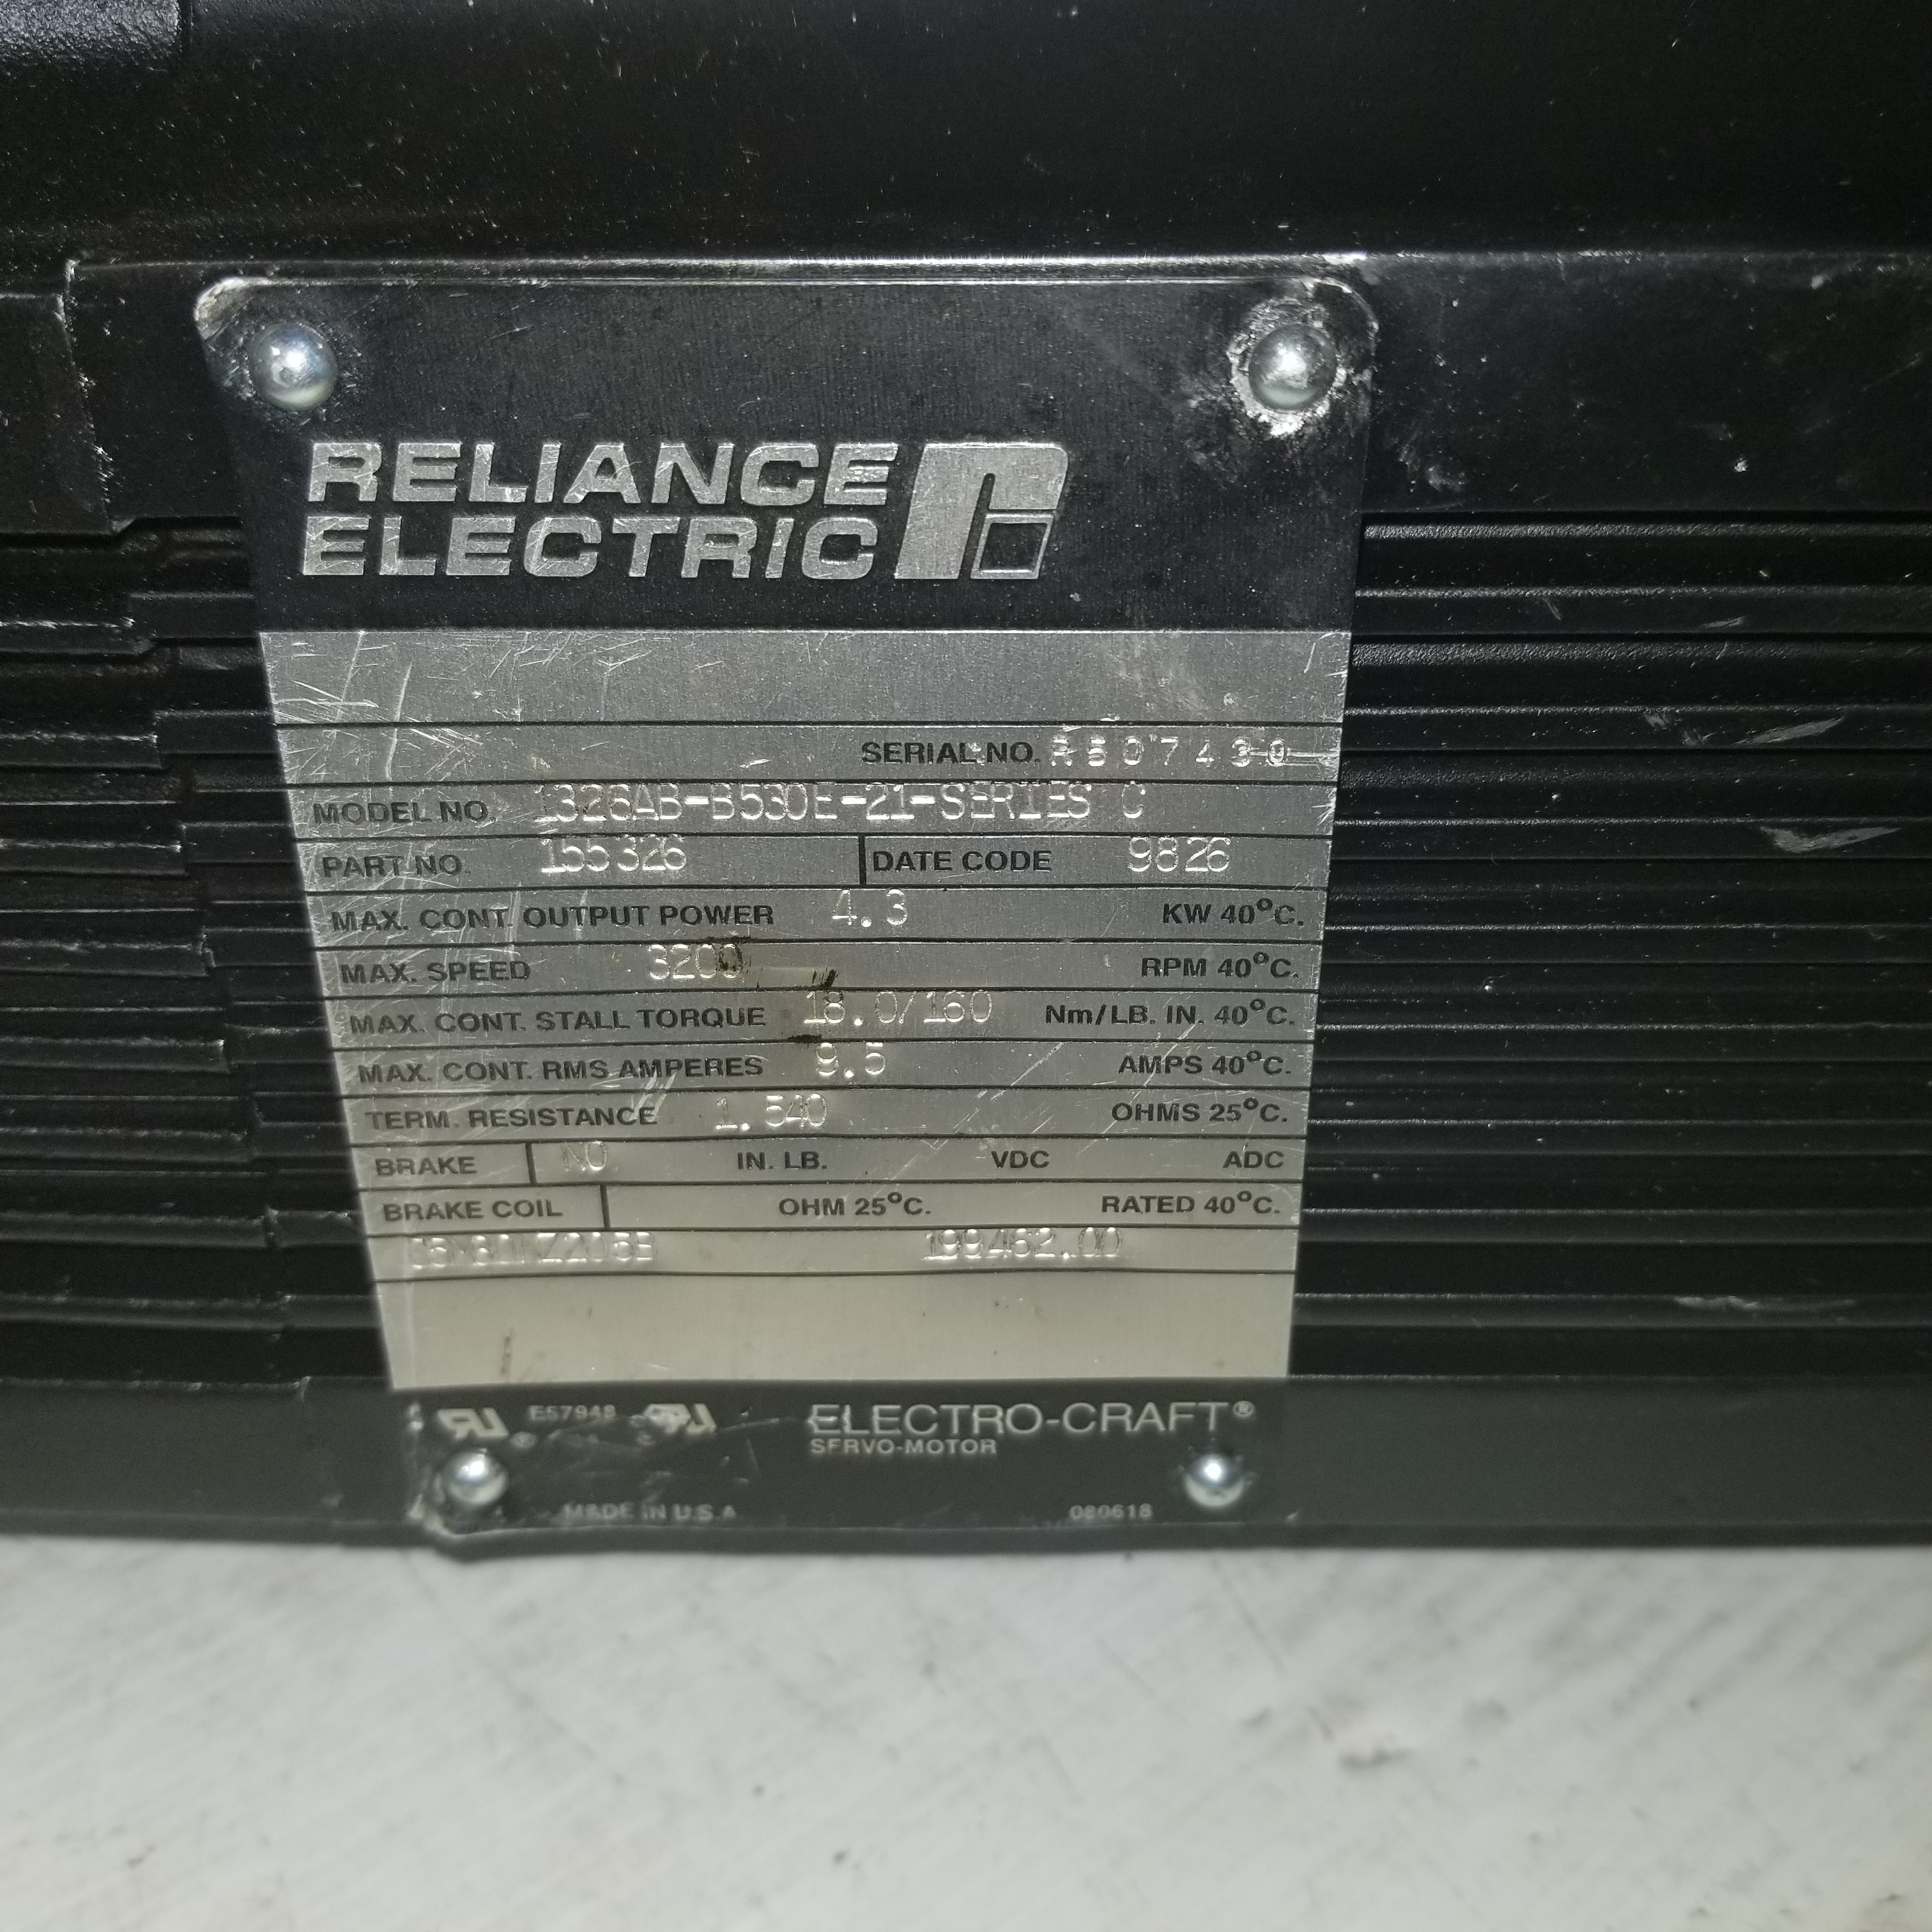 RELIANCE
ELECTRIC
SERIAL NO.
MODEL NO. 1326AB-B530E-21-SERIES C
PART NO. 155326 DATE CODE 9826
MAX. CONT. OUTPUT POWER 4.3 KW 40°C.
MAX. SPEED 3200 RPM 40°C.
MAX. CONT. STALL TORQUE 18.0/160 Nm/LB. IN. 40°C.
MAX. CONT. RMS AMPERES 9.5 AMPS 40°C.
TERM. RESISTANCE 1.540 OHMS 25°C.
BRAKE NO IN. LB. VDC ADC
BRAKE COIL OHM 25°C. RATED 40°C.
199462.00
E57948 ELECTRO-CRAFT®
SERVO-MOTOR
MADE IN U.S.A 080618